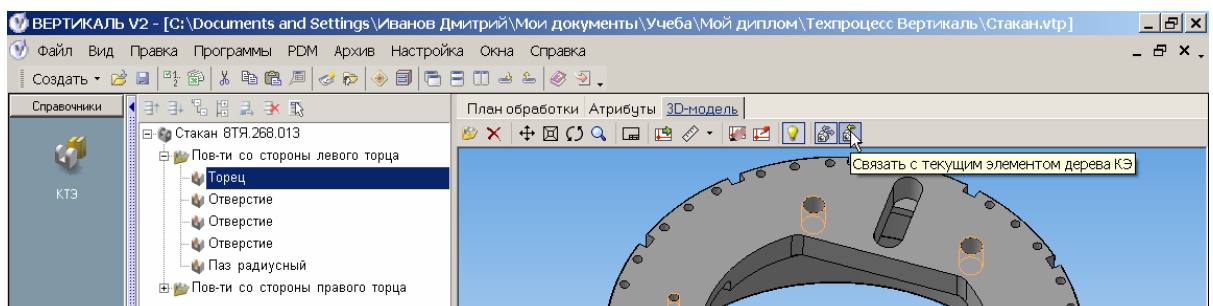 ВЕРТИКАЛЬ V2 - [C:\Documents and Settings\Иванов Дмитрий\Мои документы\Учеба\Мой диплом\Техпроцесс Вертикаль\Стакан.vtp]
Файл Вид Правка Программы PDM Архив Настройка Окна Справка
Создать
Справочники
План обработки Атрибуты 3D-модель
Стакан 8ТЯ.268.013
Пов-ти со стороны левого торца
Связать с текущим элементом дерева КЭ
Торец
КТЭ
Отверстие
Отверстие
Отверстие
Паз радиусный
Пов-ти со стороны правого торца